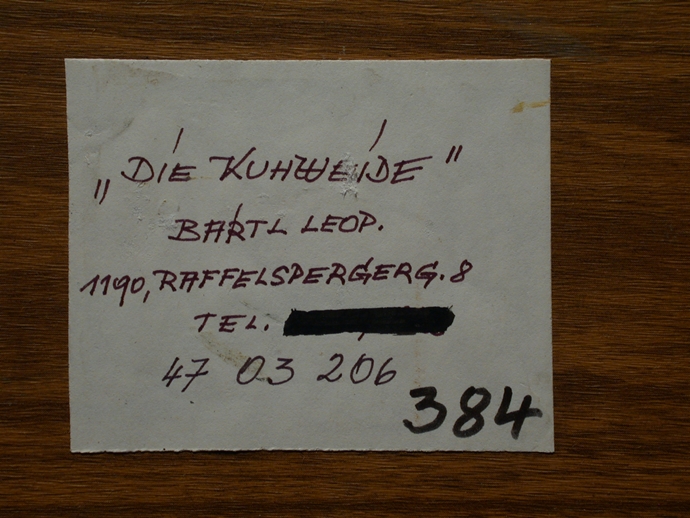 „DIE KUHWEIDE"
BARTL LEOP.
1190, RAFFELSPERGERG. 8
TEL.
47 03 206
384